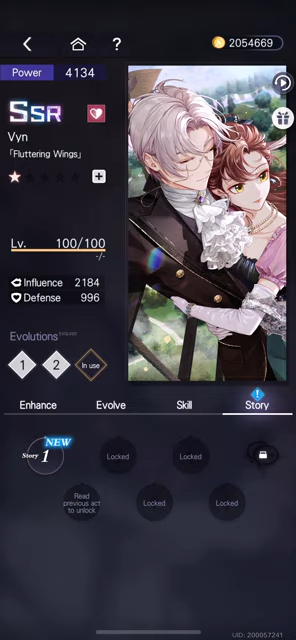 ?
2054669
Power 4134
SSR
Vyn
「Fluttering Wings」
Lv. 100/100
-/-
Influence 2184
Defense 996
Evolutions
1 2 In use
Enhance Evolve Skill Story
Story 1 NEW Locked Locked
Read previous act to unlock Locked Locked
UID: 200057241